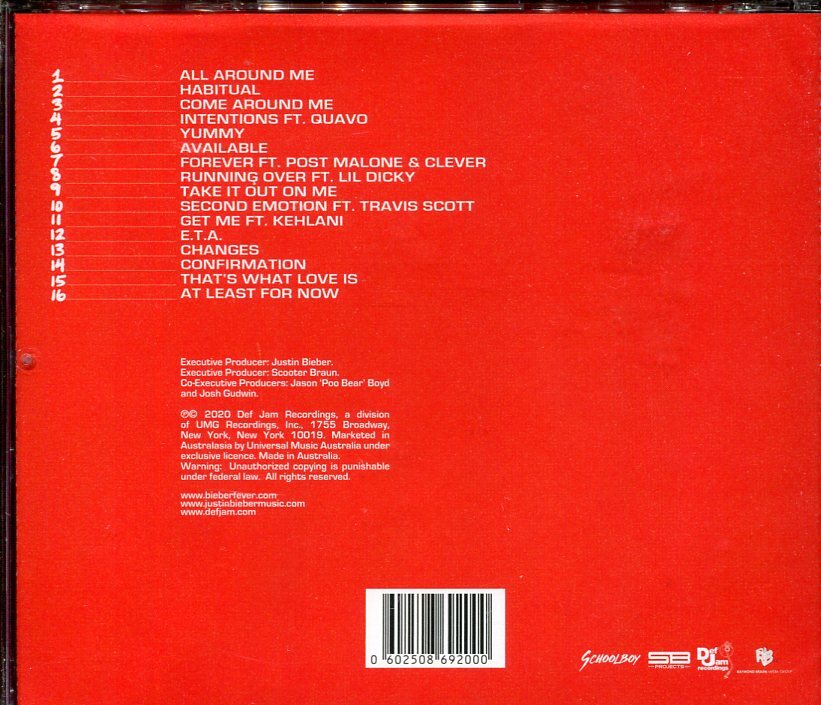 1 ALL AROUND ME
2 HABITUAL
3 COME AROUND ME
4 INTENTIONS FT. QUAVO
5 YUMMY
6 AVAILABLE
7 FOREVER FT. POST MALONE & CLEVER
8 RUNNING OVER FT. LIL DICKY
9 TAKE IT OUT ON ME
10 SECOND EMOTION FT. TRAVIS SCOTT
11 GET ME FT. KEHLANI
12 E.T.A.
13 CHANGES
14 CONFIRMATION
15 THAT'S WHAT LOVE IS
16 AT LEAST FOR NOW
Executive Producer: Justin Bieber.
Executive Producer: Scooter Braun.
Co-Executive Producers: Jason 'Poo Bear' Boyd
and Josh Gudwin.
℗© 2020 Def Jam Recordings, a division
of UMG Recordings, Inc., 1755 Broadway,
New York, New York 10019. Marketed in
Australasia by Universal Music Australia under
exclusive licence. Made in Australia.
Warning: Unauthorized copying is punishable
under federal law. All rights reserved.
www.bieberfever.com
www.justinbiebermusic.com
www.defjam.com
0 602508 692000
SCHOOLBOY
SB
PROJECTS
Def
Jam
recordings
RAYMOND BRAUN MEDIA GROUP